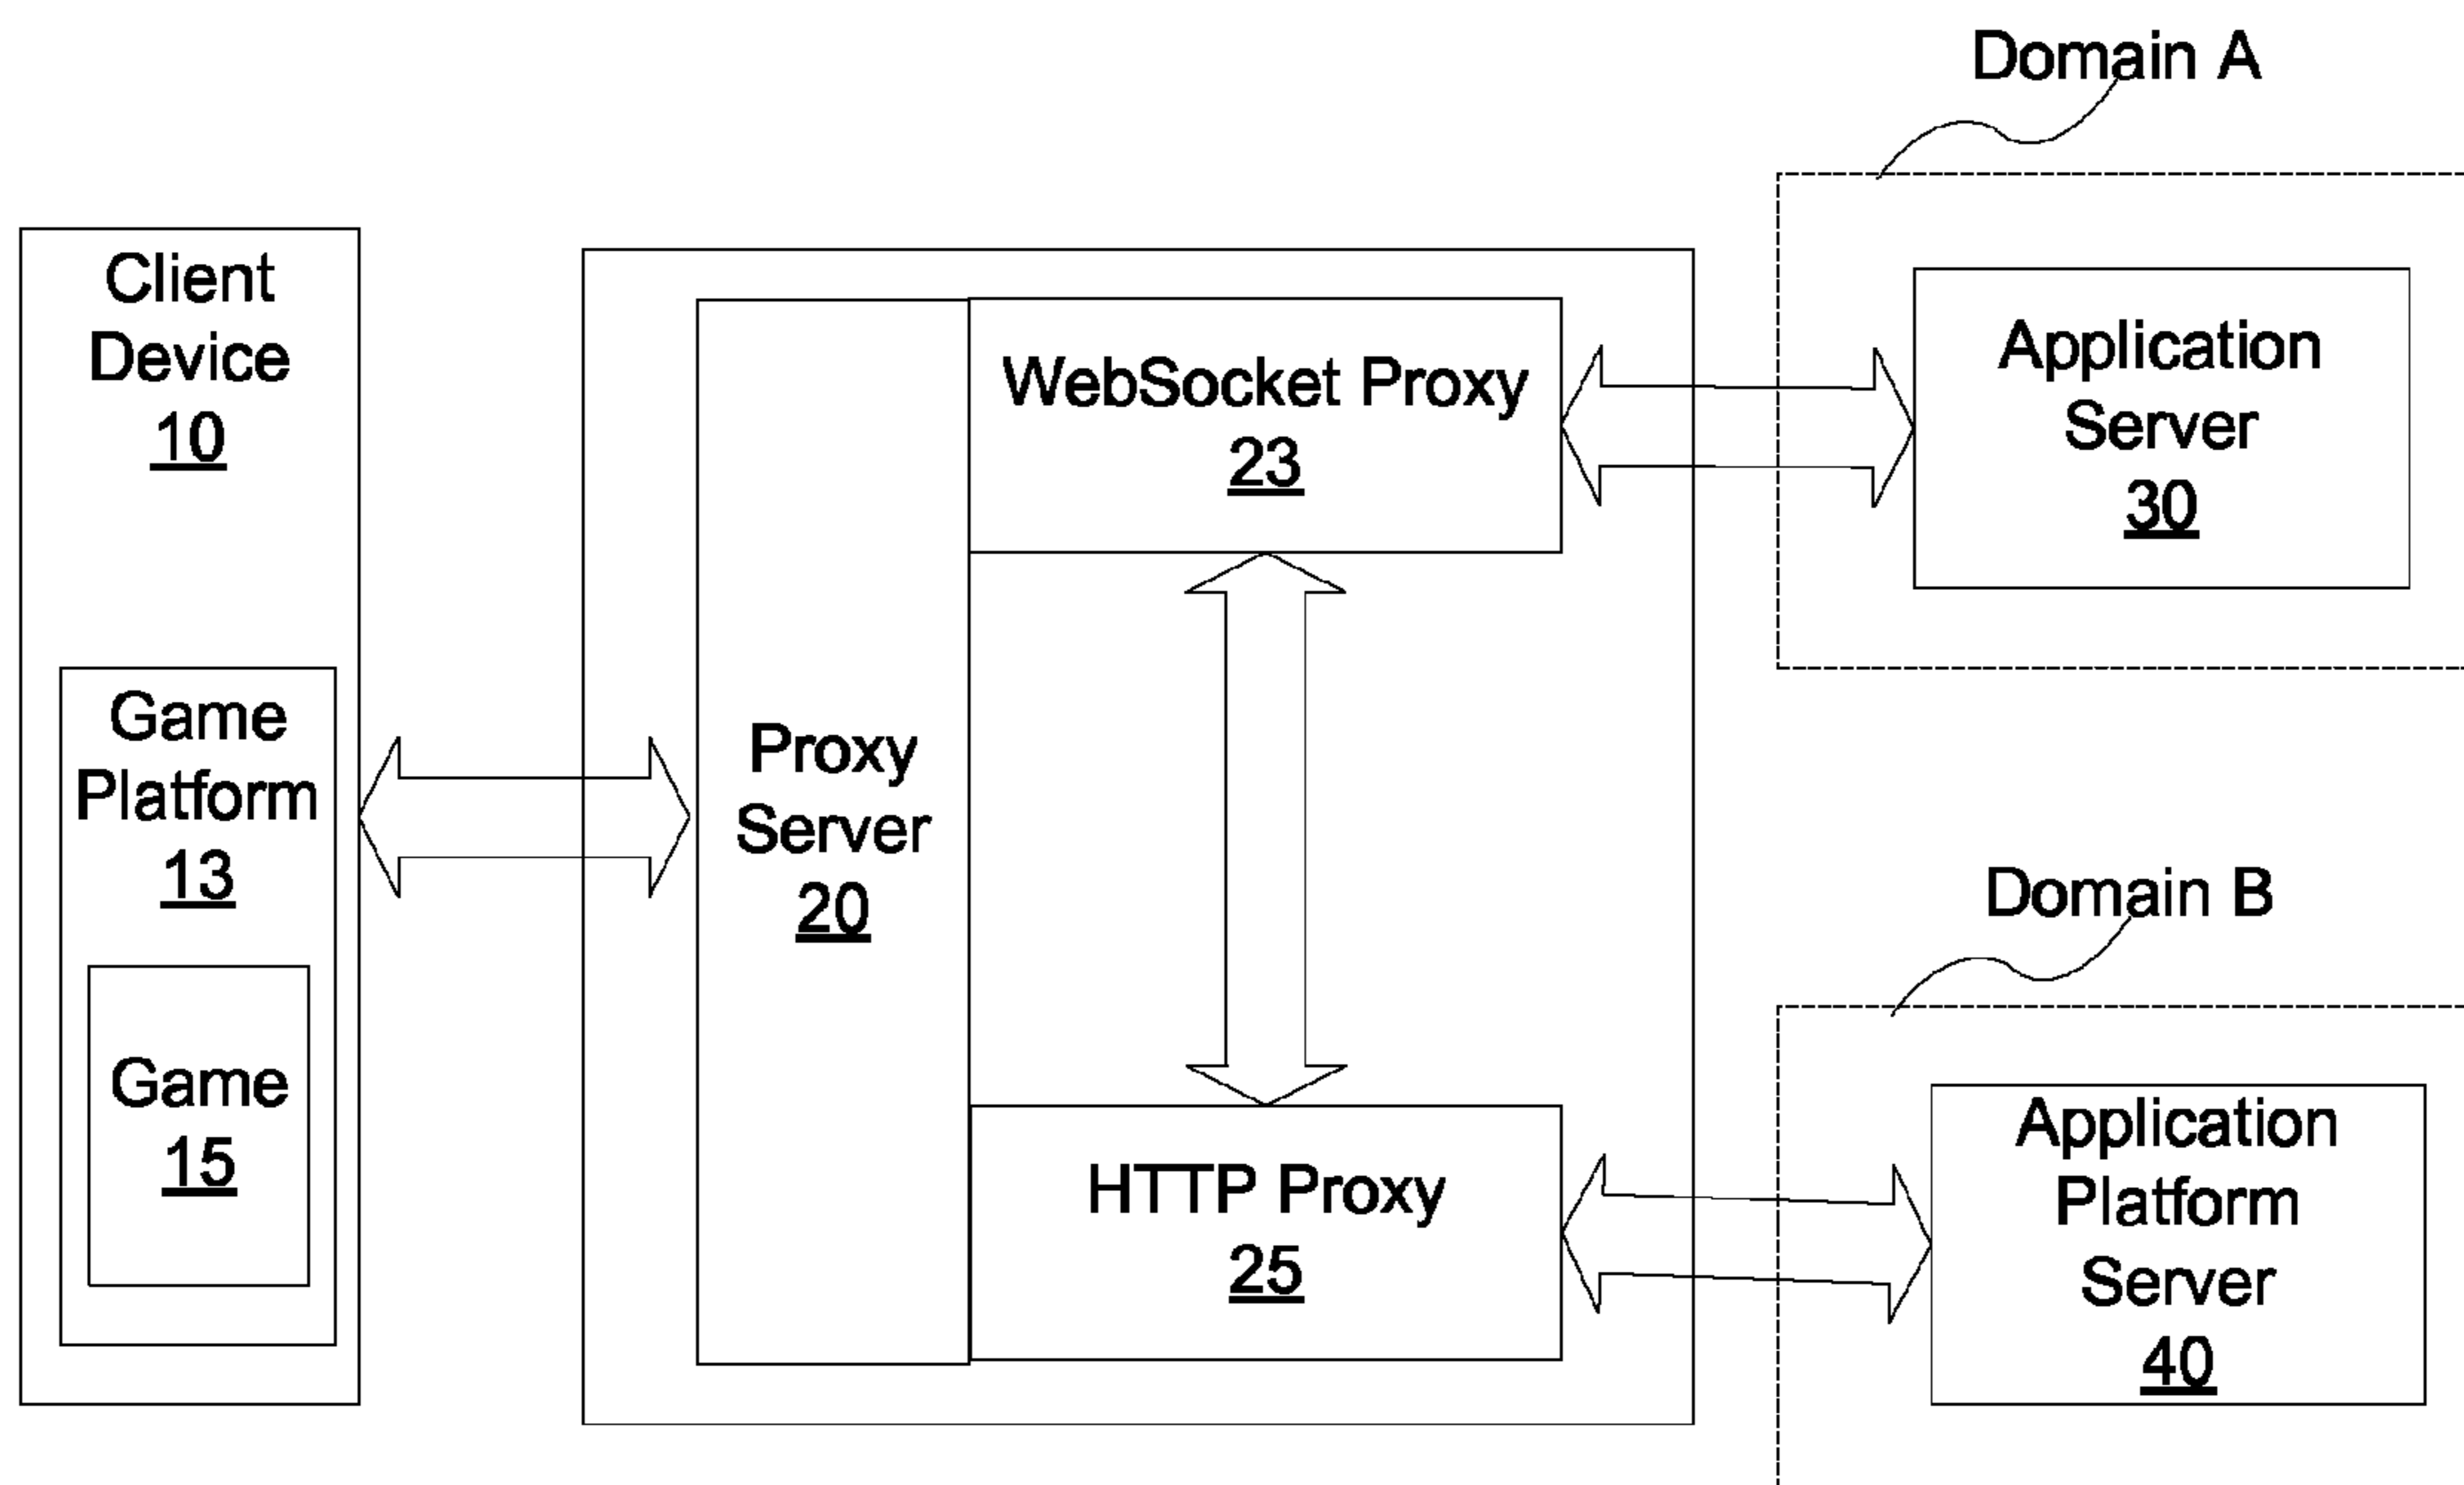 Domain A
Client
Device
10
Game
Platform
13
Game
15
Proxy
Server
20
WebSocket Proxy
23
HTTP Proxy
25
Application
Server
30
Domain B
Application
Platform
Server
40